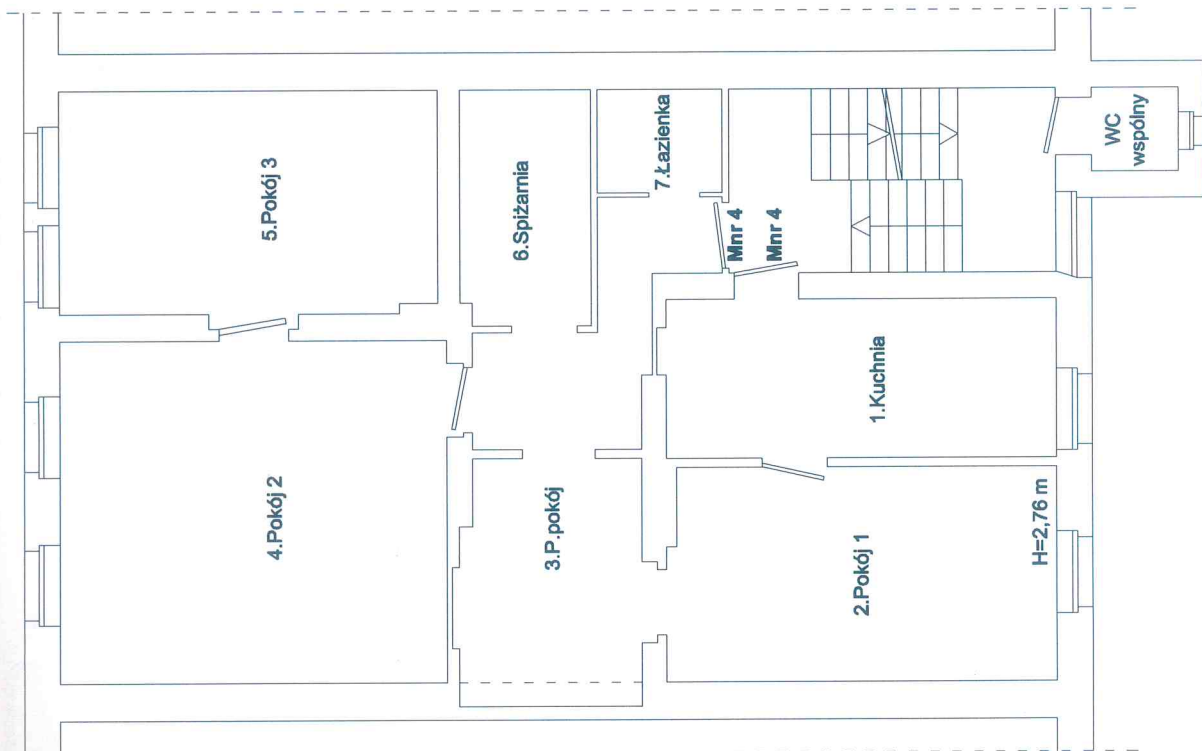 5.Pokój 3
6.Spiżarnia
7.Łazienka
WC
wspólny
Mnr 4
Mnr 4
4.Pokój 2
3.P.pokój
1.Kuchnia
2.Pokój 1
H=2,76 m